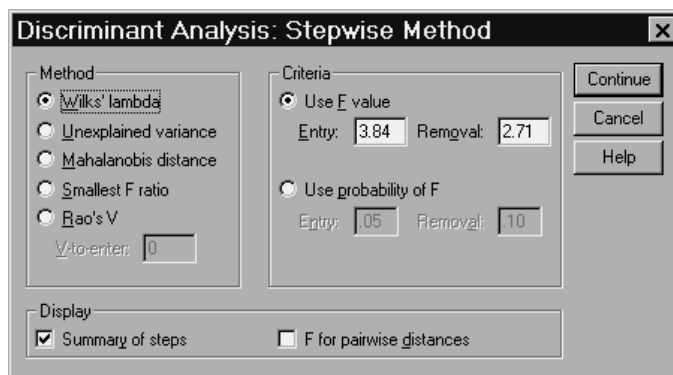 Discriminant Analysis: Stepwise Method
Method
Wilks' lambda
Unexplained variance
Mahalanobis distance
Smallest F ratio
Rao's V
V-to-enter: 0
Criteria
Use F value
Entry: 3.84 Removal: 2.71
Use probability of F
Entry: .05 Removal: .10
Continue
Cancel
Help
Display
Summary of steps
F for pairwise distances